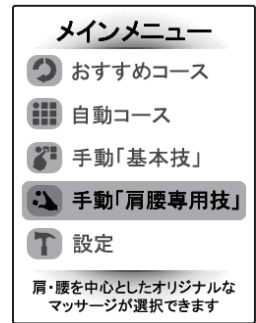 メインメニュー
おすすめコース
自動コース
手動「基本技」
手動「肩腰専用技」
設定
肩・腰を中心としたオリジナルな
マッサージが選択できます